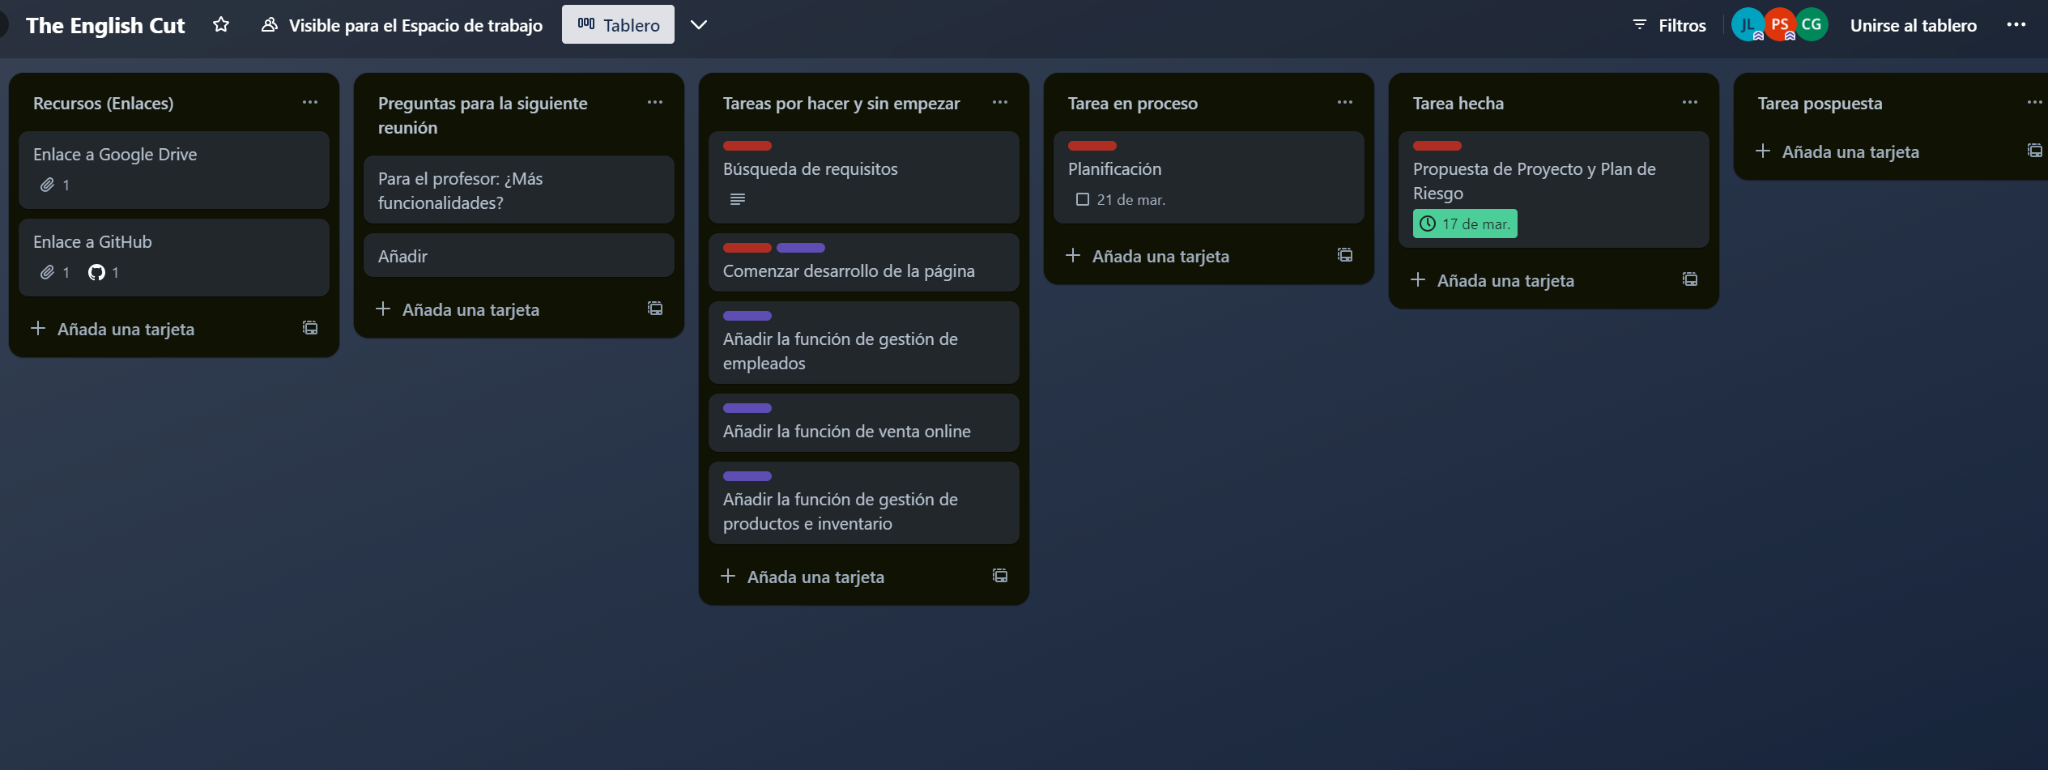 The English Cut
Visible para el Espacio de trabajo
Tablero
Filtros
JL
PS
CG
Unirse al tablero
Recursos (Enlaces)
Enlace a Google Drive
1
Enlace a GitHub
1 1
Añada una tarjeta
Preguntas para la siguiente
reunión
Para el profesor: ¿Más
funcionalidades?
Añadir
Añada una tarjeta
Tareas por hacer y sin empezar
Búsqueda de requisitos
Comenzar desarrollo de la página
Añadir la función de gestión de
empleados
Añadir la función de venta online
Añadir la función de gestión de
productos e inventario
Añada una tarjeta
Tarea en proceso
Planificación
21 de mar.
Añada una tarjeta
Tarea hecha
Propuesta de Proyecto y Plan de
Riesgo
17 de mar.
Añada una tarjeta
Tarea pospuesta
Añada una tarjeta